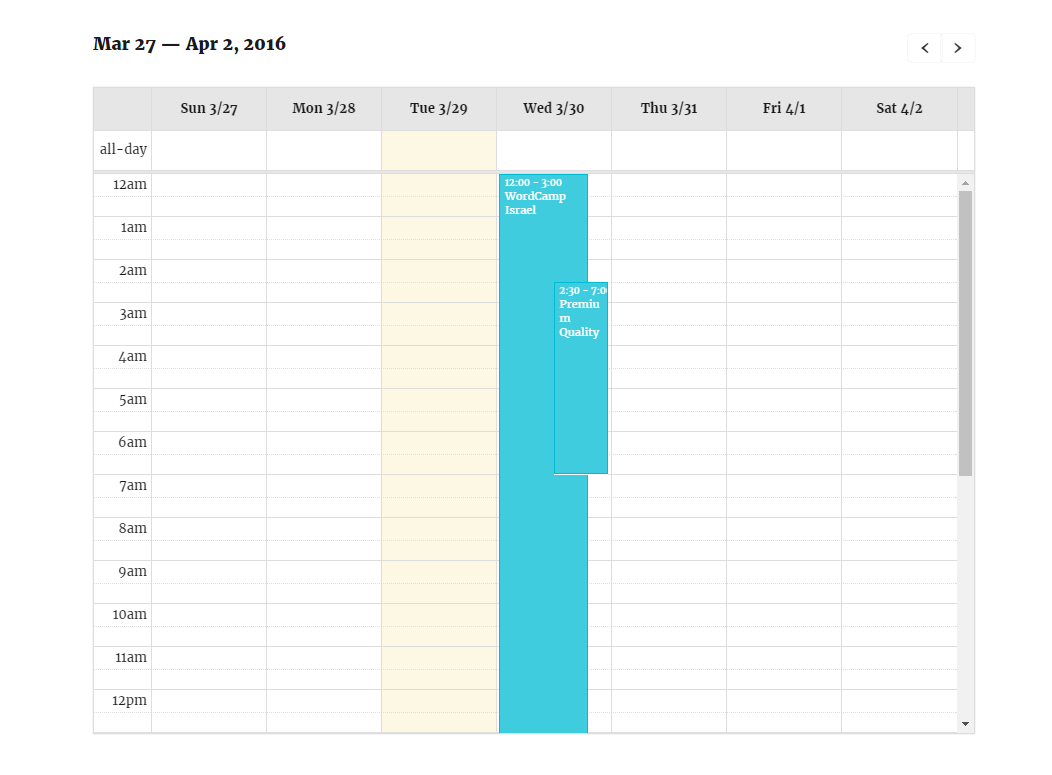 Mar 27 — Apr 2, 2016
Sun 3/27 Mon 3/28 Tue 3/29 Wed 3/30 Thu 3/31 Fri 4/1 Sat 4/2
all-day
12am
12:00 - 3:00
WordCamp
Israel
1am
2am
2:30 - 7:0
Premiu
m
Quality
3am
4am
5am
6am
7am
8am
9am
10am
11am
12pm